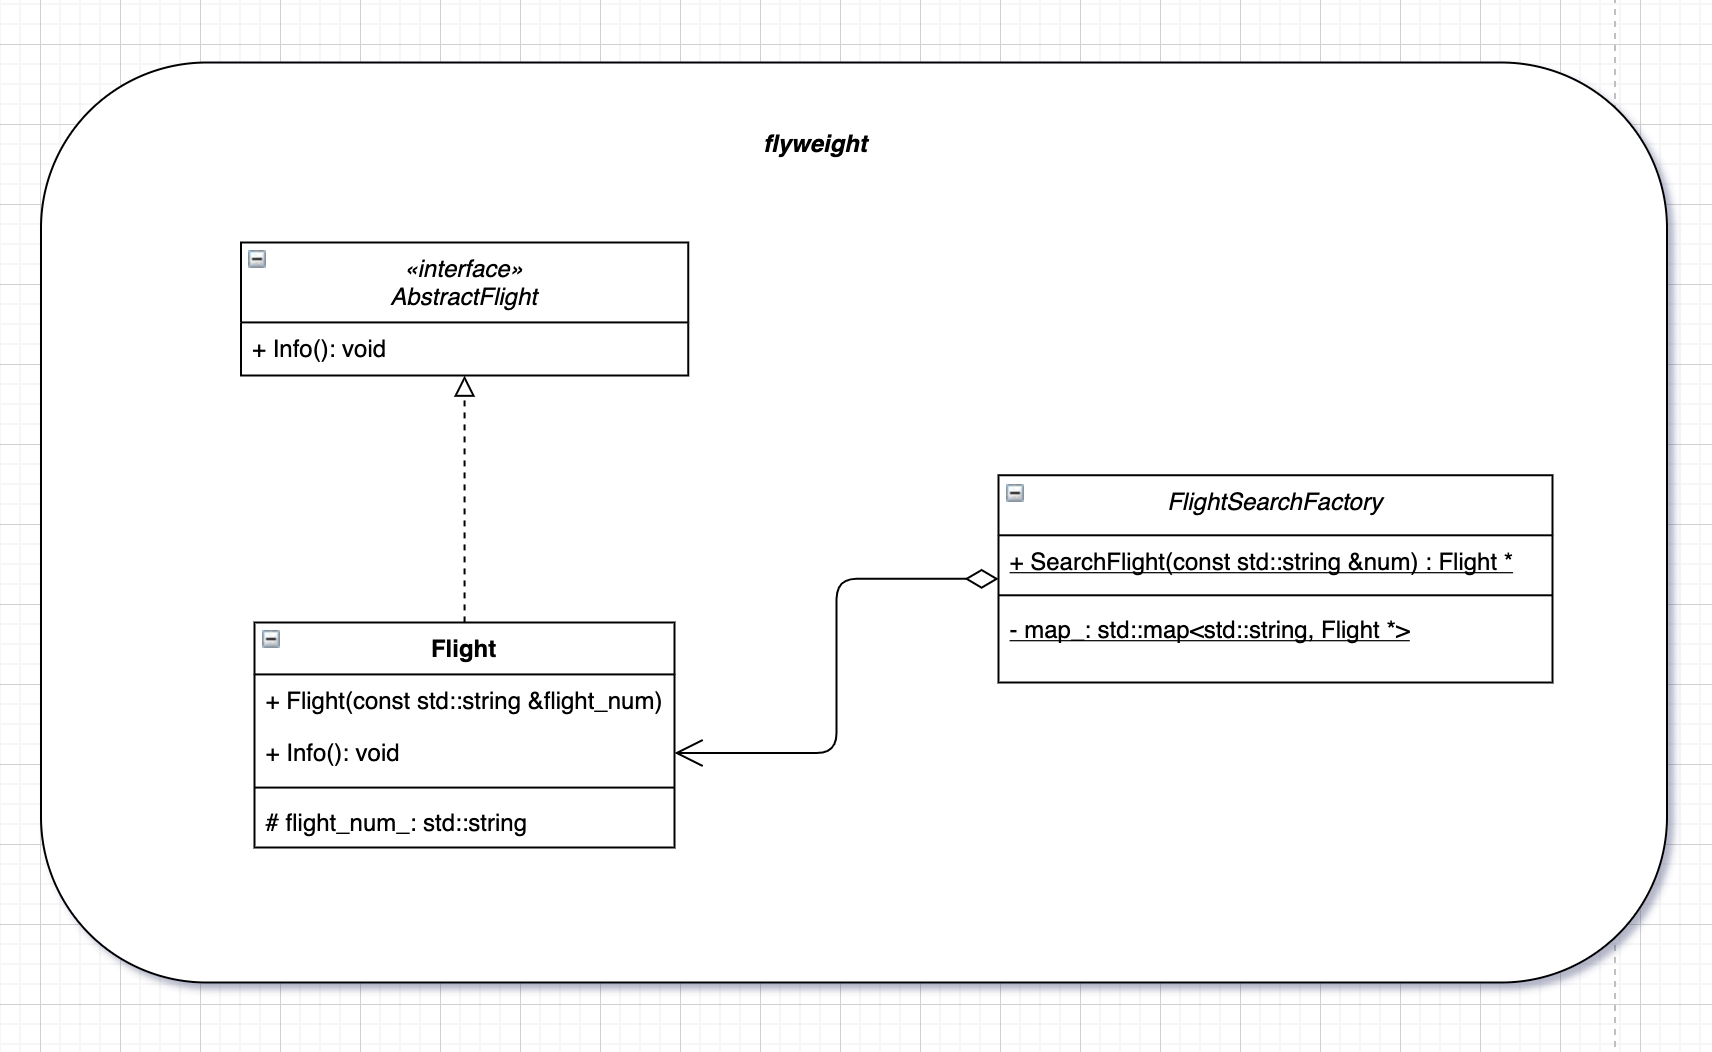 flyweight
«interface»
AbstractFlight
+ Info(): void
FlightSearchFactory
+ SearchFlight(const std::string &num) : Flight *
- map_: std::map<std::string, Flight *>
Flight
+ Flight(const std::string &flight_num)
+ Info(): void
# flight_num_: std::string